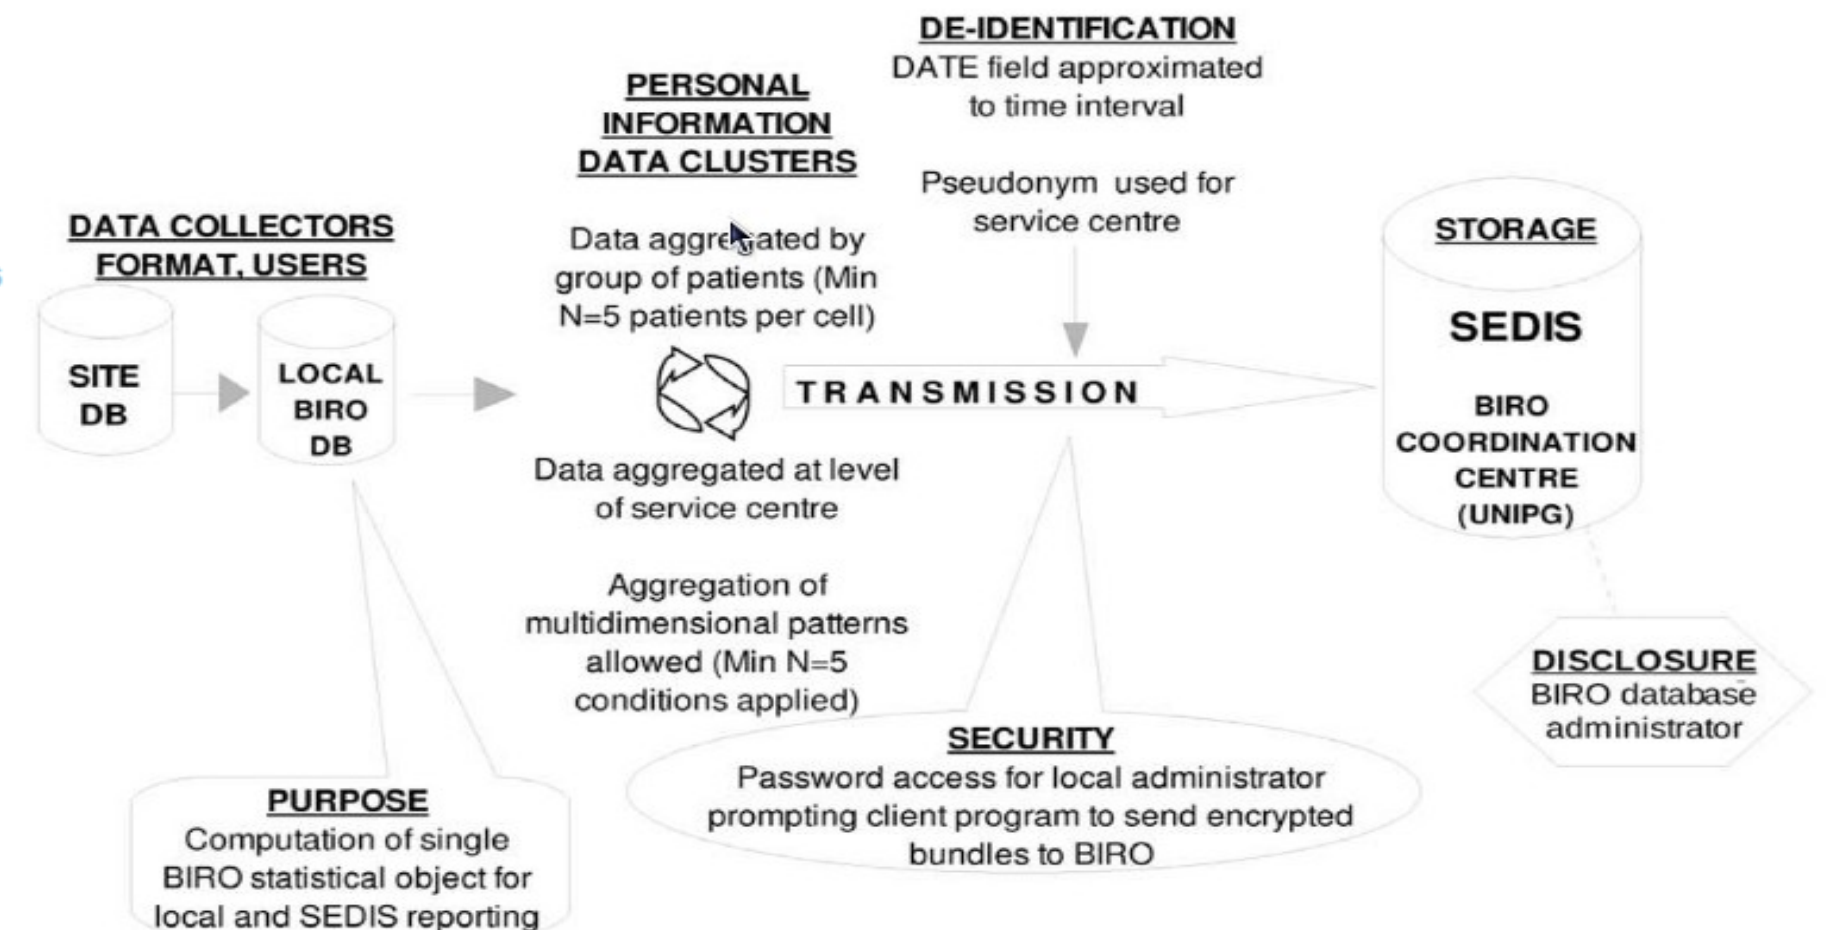 DATA COLLECTORS
FORMAT, USERS
SITE
DB
LOCAL
BIRO
DB
PURPOSE
Computation of single
BIRO statistical object for
local and SEDIS reporting
PERSONAL
INFORMATION
DATA CLUSTERS
Data aggregated by
group of patients (Min
N=5 patients per cell)
Data aggregated at level
of service centre
Aggregation of
multidimensional patterns
allowed (Min N=5
conditions applied)
DE-IDENTIFICATION
DATE field approximated
to time interval
Pseudonym used for
service centre
TRANSMISSION
SECURITY
Password access for local administrator
prompting client program to send encrypted
bundles to BIRO
STORAGE
SEDIS
BIRO
COORDINATION
CENTRE
(UNIPG)
DISCLOSURE
BIRO database
administrator